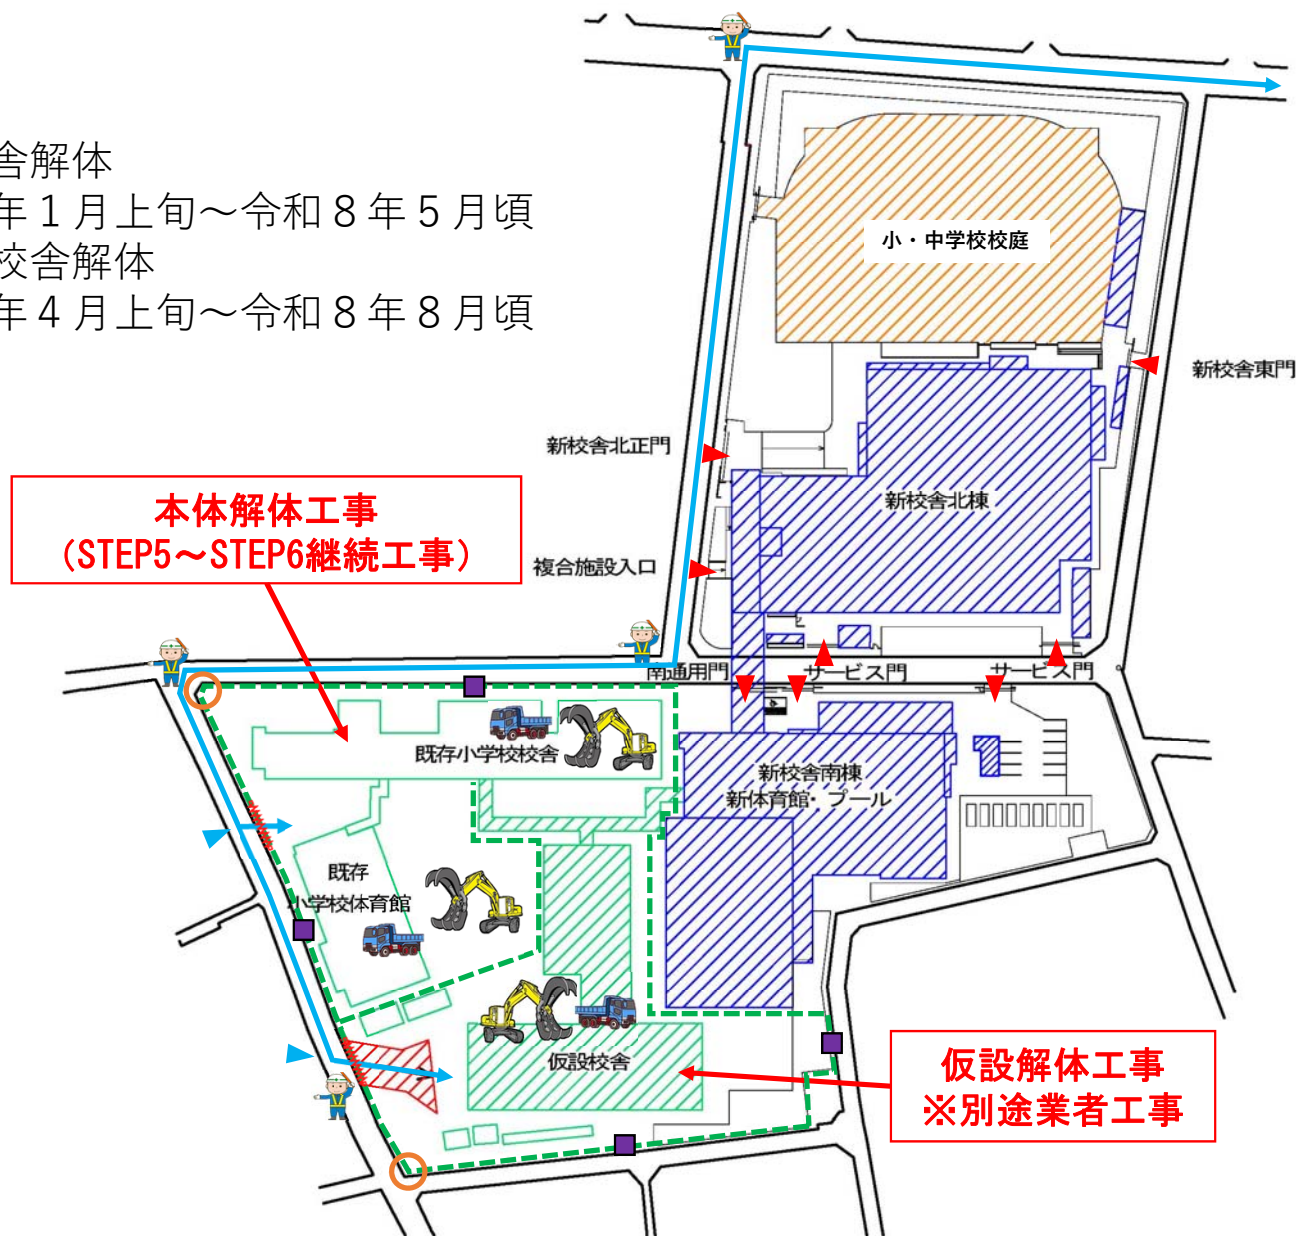 舎解体
年１月上旬～令和８年５月頃
校舎解体
年４月上旬～令和８年８月頃
小・中学校校庭
新校舎東門
新校舎北正門
新校舎北棟
本体解体工事
（STEP5～STEP6継続工事）
複合施設入口
南通用門
サービス門
サービス門
既存小学校校舎
新校舎南棟
新体育館・プール
既存
小学校体育館
仮設校舎
仮設解体工事
※別途業者工事